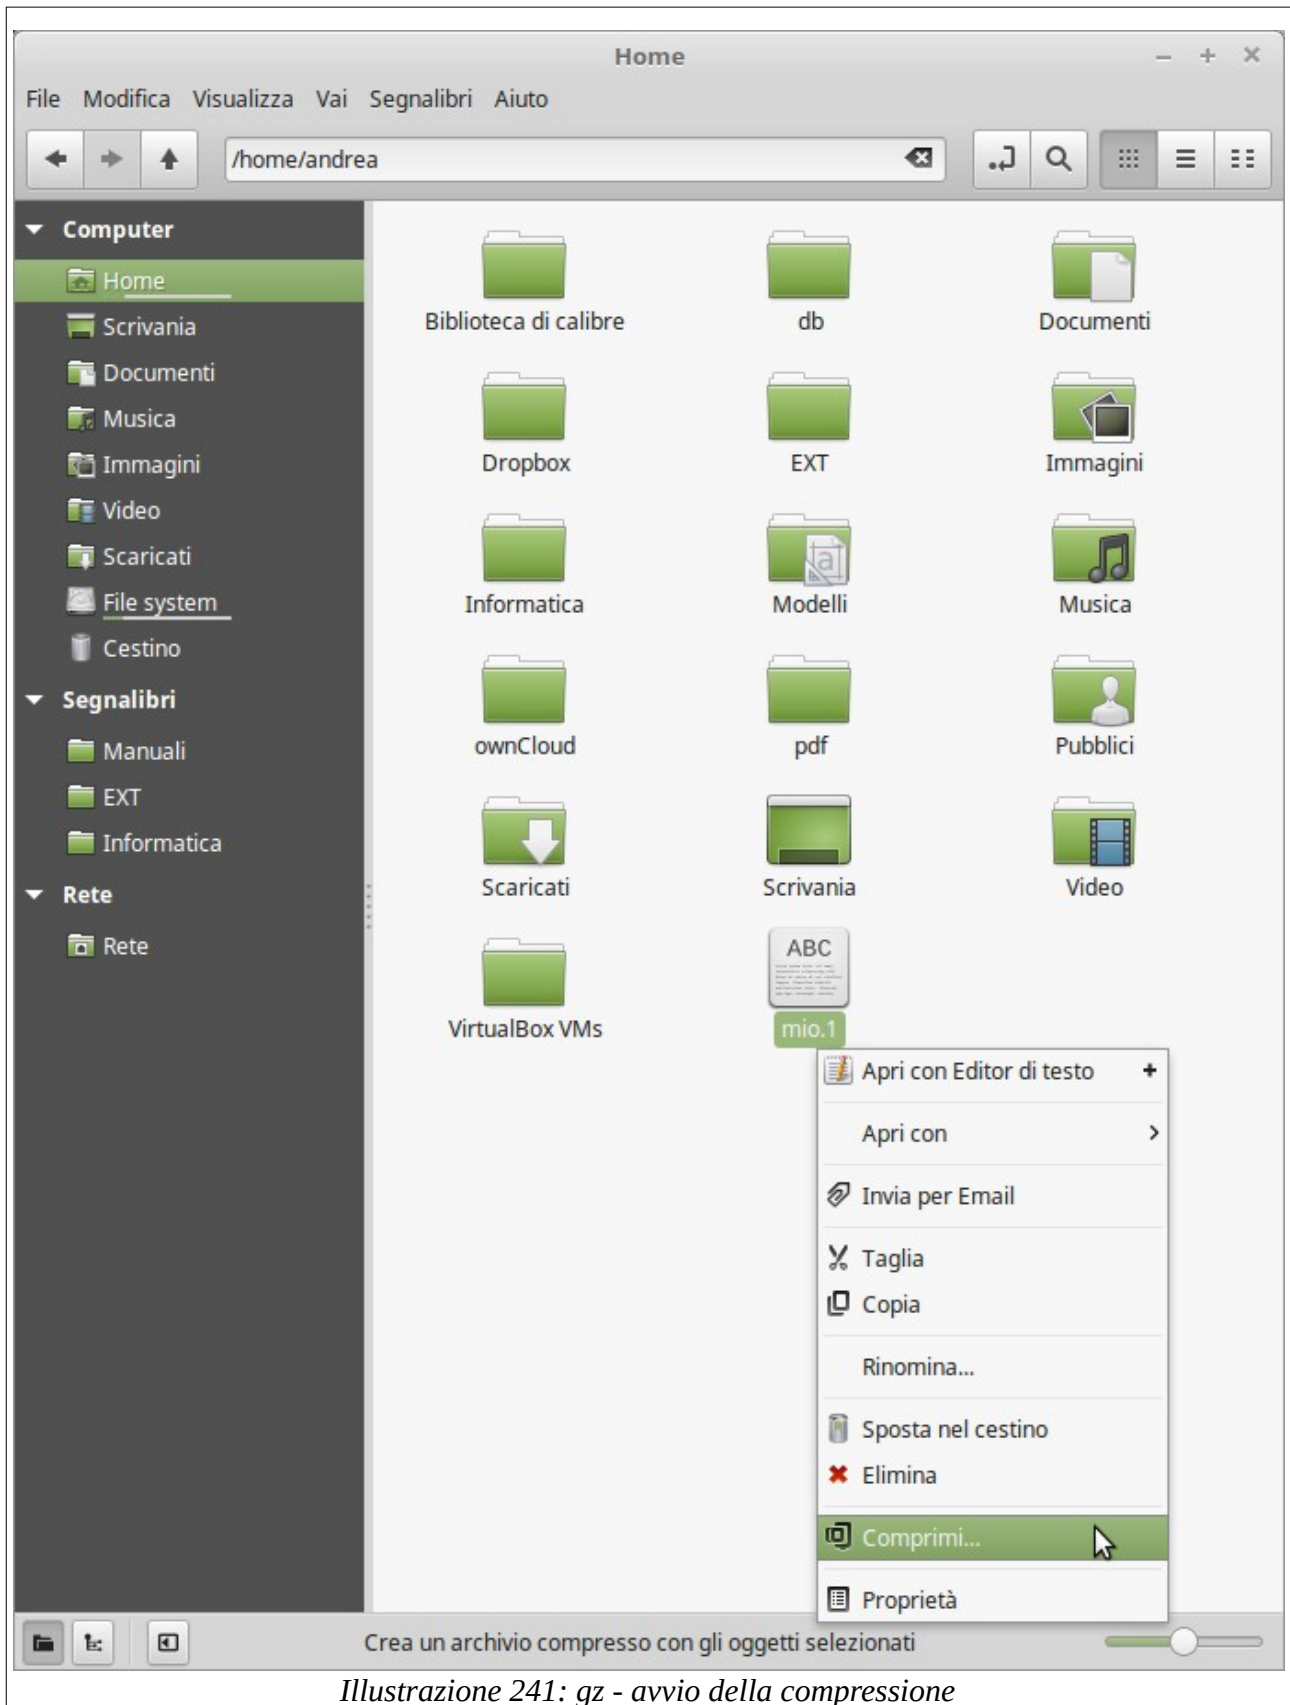 Home
File Modifica Visualizza Vai Segnalibri Aiuto
/home/andrea
Computer
Home
Scrivania
Documenti
Musica
Immagini
Video
Scaricati
File system
Cestino
Segnalibri
Manuali
EXT
Informatica
Rete
Rete
Biblioteca di calibre
db
Documenti
Dropbox
EXT
Immagini
Informatica
Modelli
Musica
ownCloud
pdf
Pubblici
Scaricati
Scrivania
Video
VirtualBox VMs
ABC
mio.1
Apri con Editor di testo
Apri con
Invia per Email
Taglia
Copia
Rinomina...
Sposta nel cestino
Elimina
Comprimi...
Proprietà
Crea un archivio compresso con gli oggetti selezionati
Illustrazione 241: gz - avvio della compressione